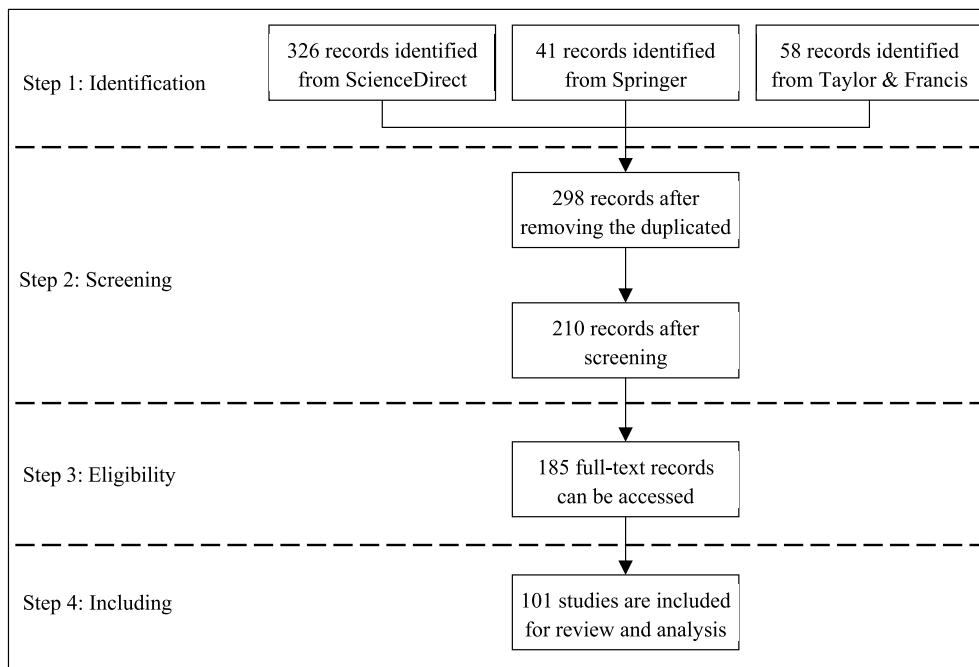 Step 1: Identification
326 records identified
from ScienceDirect
41 records identified
from Springer
58 records identified
from Taylor & Francis
Step 2: Screening
298 records after
removing the duplicated
210 records after
screening
Step 3: Eligibility
185 full-text records
can be accessed
Step 4: Including
101 studies are included
for review and analysis